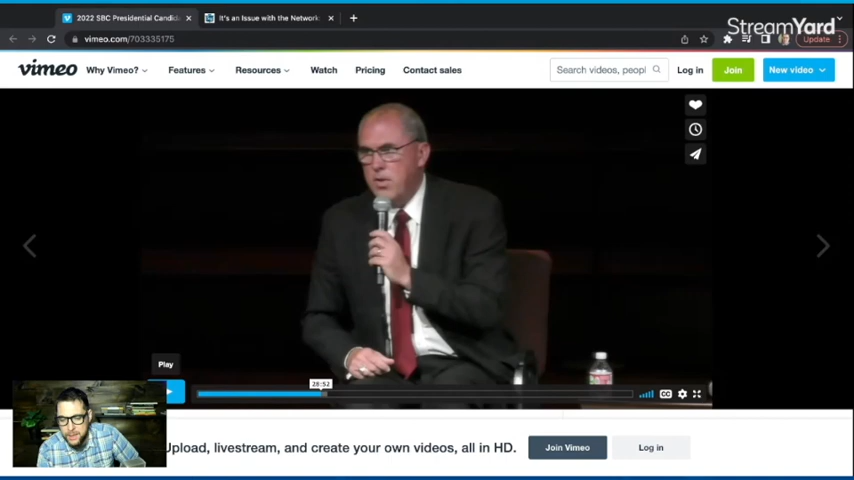 2022 SBC Presidential Candid
It's an Issue with the Network
StreamYard
vimeo.com/703335175
Update
vimeo
Why Vimeo?
Features
Resources
Watch
Pricing
Contact sales
Search videos, peopl
Log in
Join
New video
Play
28:52
CC
Upload, livestream, and create your own videos, all in HD.
Join Vimeo
Log in